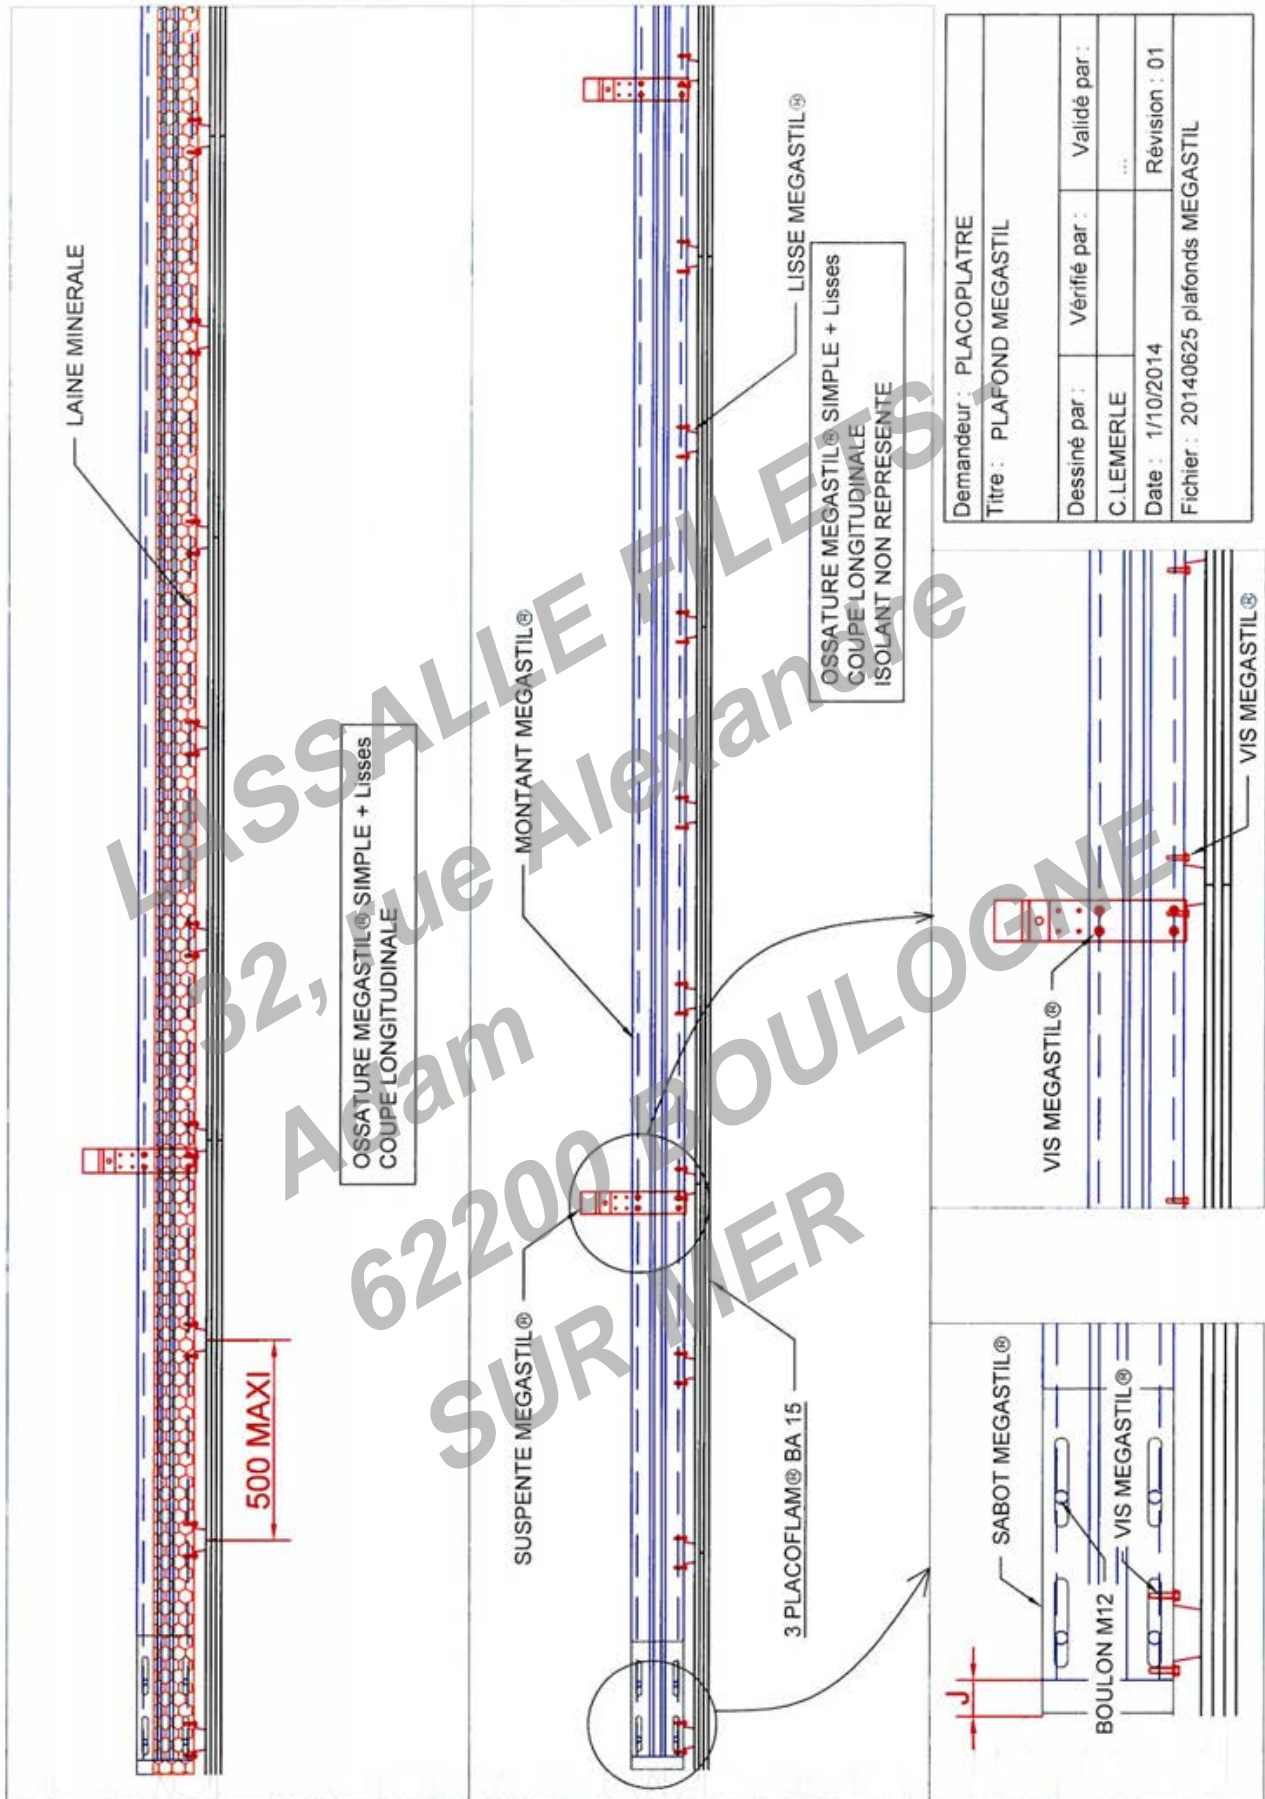 LAINE MINERALE
500 MAXI
OSSATURE MEGASTIL® SIMPLE + Lisses
COUPE LONGITUDINALE
SUSPENTE MEGASTIL®
MONTANT MEGASTIL®
3 PLACOFLAM® BA 15
LISSE MEGASTIL®
OSSATURE MEGASTIL® SIMPLE + Lisses
COUPE LONGITUDINALE
ISOLANT NON REPRESENTE
J
SABOT MEGASTIL®
BOULON M12
VIS MEGASTIL®
VIS MEGASTIL®
VIS MEGASTIL®
Demandeur : PLACOPLATRE
Titre : PLAFOND MEGASTIL
Dessiné par : Vérifié par : Validé par :
C.LEMERLE ...
Date : 1/10/2014 Révision : 01
Fichier : 20140625 plafonds MEGASTIL
LASSALLE FILETS -
32, rue Alexandre
Adam
62200 BOULOGNE
SUR MER